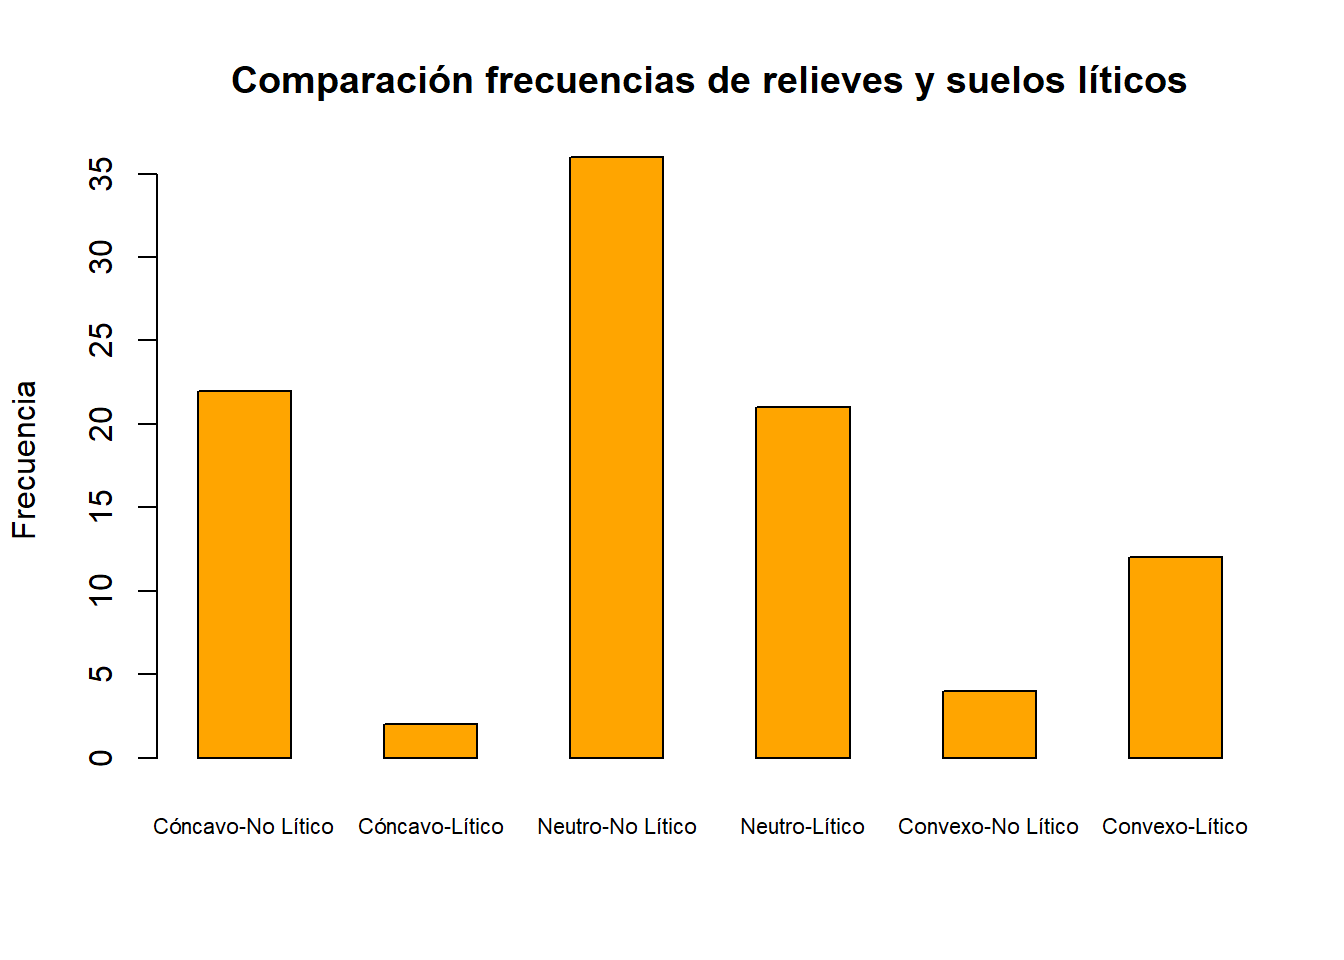 Comparación frecuencias de relieves y suelos líticos
Frecuencia
35
30
25
20
15
10
5
0
Cóncavo-No Lítico Cóncavo-Lítico Neutro-No Lítico Neutro-Lítico Convexo-No Lítico Convexo-Lítico